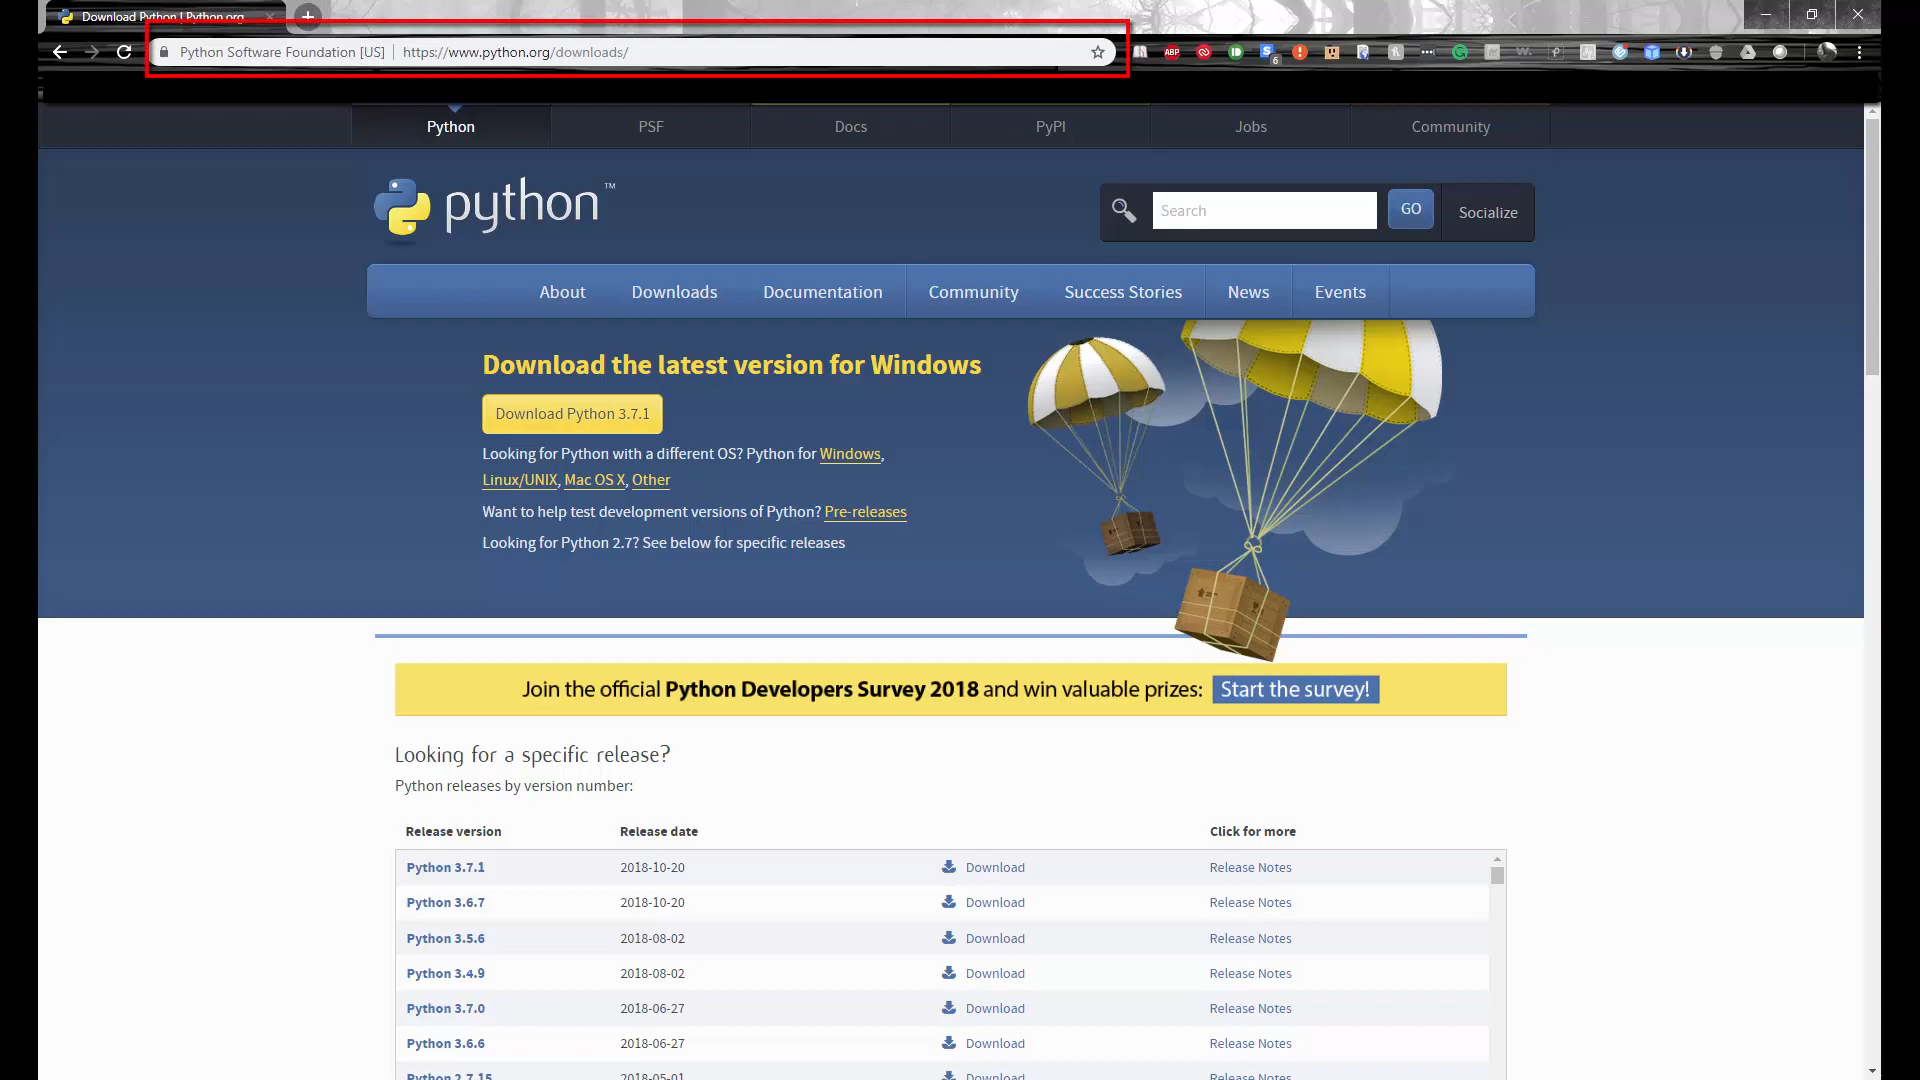 Download Python | Python.org
Python Software Foundation [US] | https://www.python.org/downloads/
ABP
6
Python
PSF
Docs
PyPI
Jobs
Community
python™
Search
GO
Socialize
About
Downloads
Documentation
Community
Success Stories
News
Events
Download the latest version for Windows
Download Python 3.7.1
Looking for Python with a different OS? Python for Windows,
Linux/UNIX, Mac OS X, Other
Want to help test development versions of Python? Pre-releases
Looking for Python 2.7? See below for specific releases
Join the official Python Developers Survey 2018 and win valuable prizes: Start the survey!
Looking for a specific release?
Python releases by version number:
Release version Release date Click for more
Python 3.7.1 2018-10-20 Download Release Notes
Python 3.6.7 2018-10-20 Download Release Notes
Python 3.5.6 2018-08-02 Download Release Notes
Python 3.4.9 2018-08-02 Download Release Notes
Python 3.7.0 2018-06-27 Download Release Notes
Python 3.6.6 2018-06-27 Download Release Notes
Python 2.7.15 2018-05-01 Download Release Notes